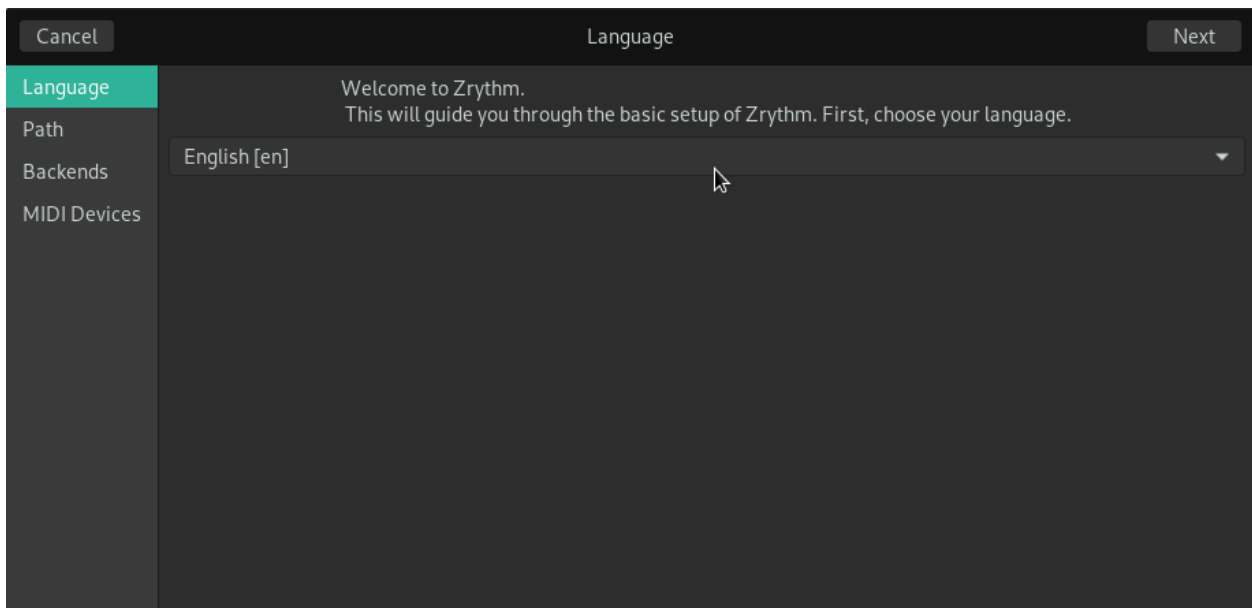 Cancel
Language
Next
Language
Path
Backends
MIDI Devices
Welcome to Zrythm.
This will guide you through the basic setup of Zrythm. First, choose your language.
English [en]